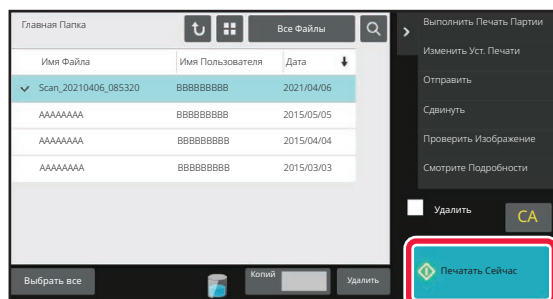 Главная Папка
Все Файлы
Имя Файла Имя Пользователя Дата
Scan_20210406_085320 BBBBBBBBB 2021/04/06
AAAAAAAA BBBBBBBBB 2015/05/05
AAAAAAAA BBBBBBBBB 2015/04/04
AAAAAAAA BBBBBBBBB 2015/03/03
Выбрать все
Копий
Удалить
Выполнить Печать Партии
Изменить Уст. Печати
Отправить
Сдвинуть
Проверить Изображение
Смотрите Подробности
Удалить
CA
Печатать Сейчас